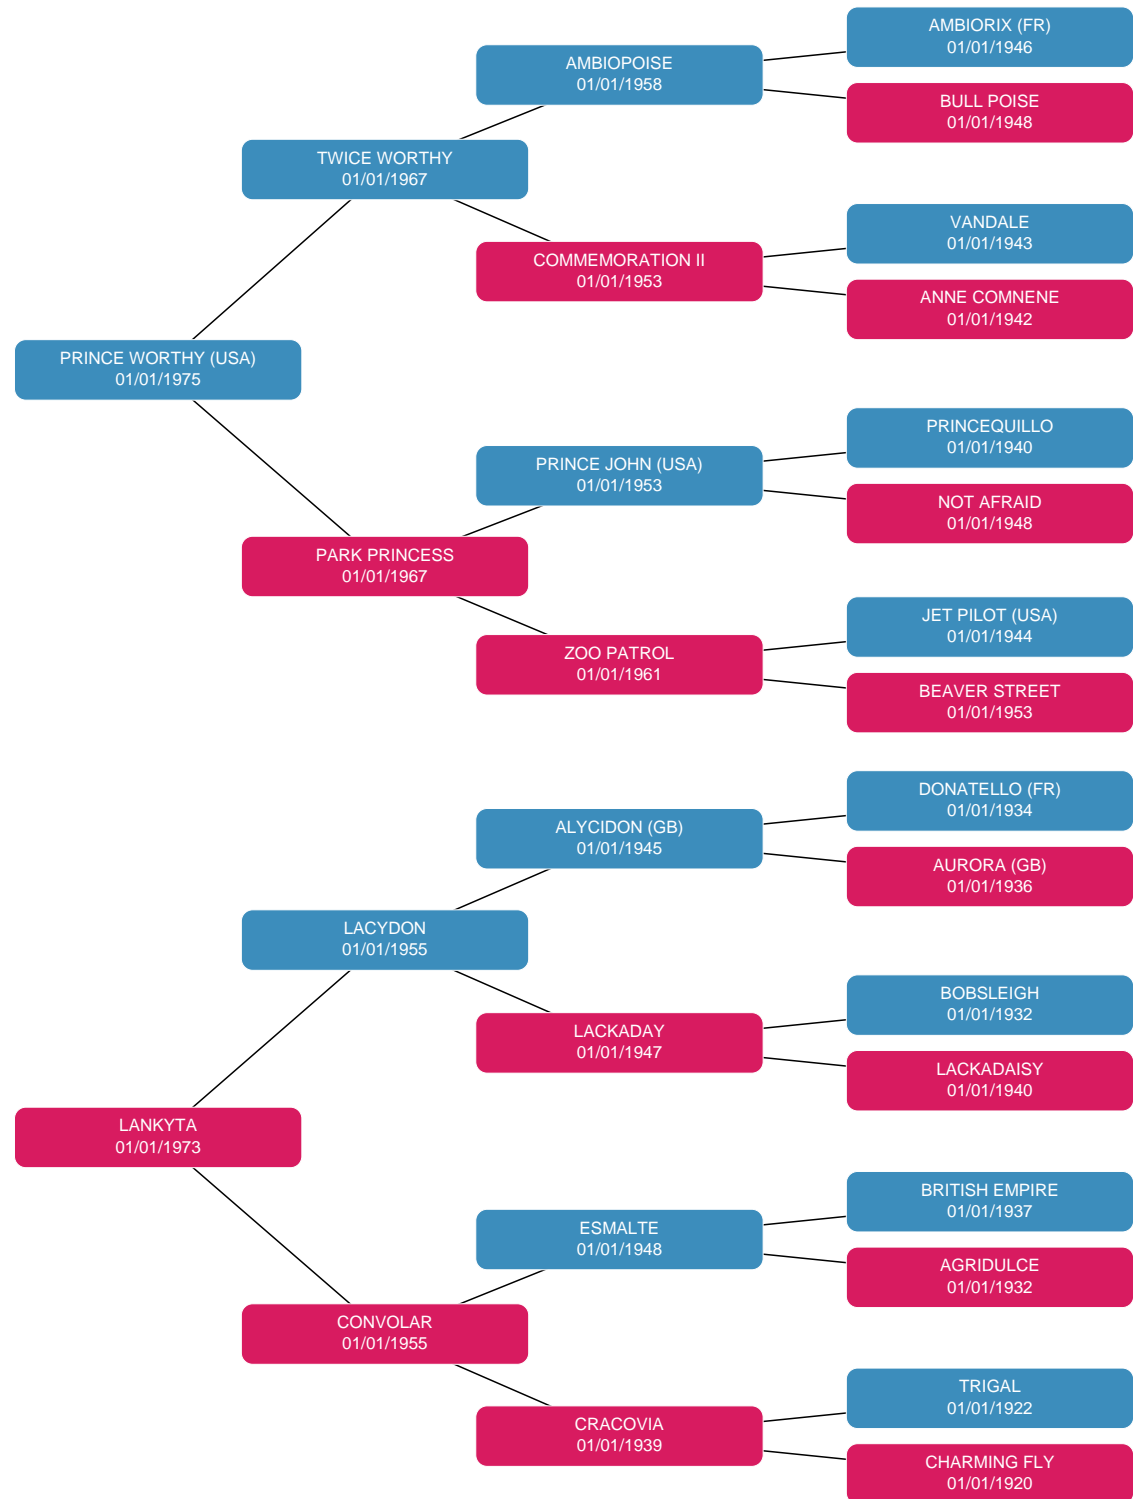 AMBIORIX (FR)
01/01/1946
AMBIOPOISE
01/01/1958
BULL POISE
01/01/1948
TWICE WORTHY
01/01/1967
VANDALE
01/01/1943
COMMEMORATION II
01/01/1953
ANNE COMNENE
01/01/1942
PRINCE WORTHY (USA)
01/01/1975
PRINCEQUILLO
01/01/1940
PRINCE JOHN (USA)
01/01/1953
NOT AFRAID
01/01/1948
PARK PRINCESS
01/01/1967
JET PILOT (USA)
01/01/1944
ZOO PATROL
01/01/1961
BEAVER STREET
01/01/1953
DONATELLO (FR)
01/01/1934
ALYCIDON (GB)
01/01/1945
AURORA (GB)
01/01/1936
LACYDON
01/01/1955
BOBSLEIGH
01/01/1932
LACKADAY
01/01/1947
LACKADAISY
01/01/1940
LANKYTA
01/01/1973
BRITISH EMPIRE
01/01/1937
ESMALTE
01/01/1948
AGRIDULCE
01/01/1932
CONVOLAR
01/01/1955
TRIGAL
01/01/1922
CRACOVIA
01/01/1939
CHARMING FLY
01/01/1920